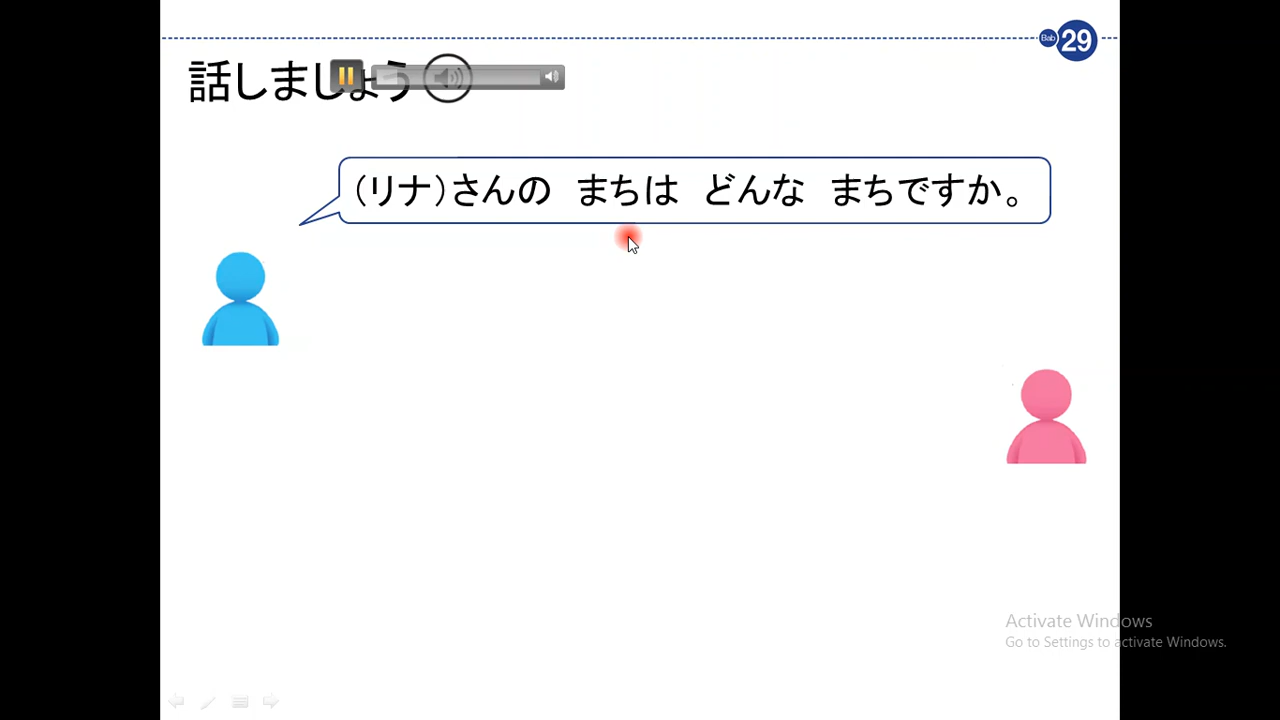 Bab 29
話しましょう
（リナ）さんの まちは どんな まちですか。
Activate Windows
Go to Settings to activate Windows.